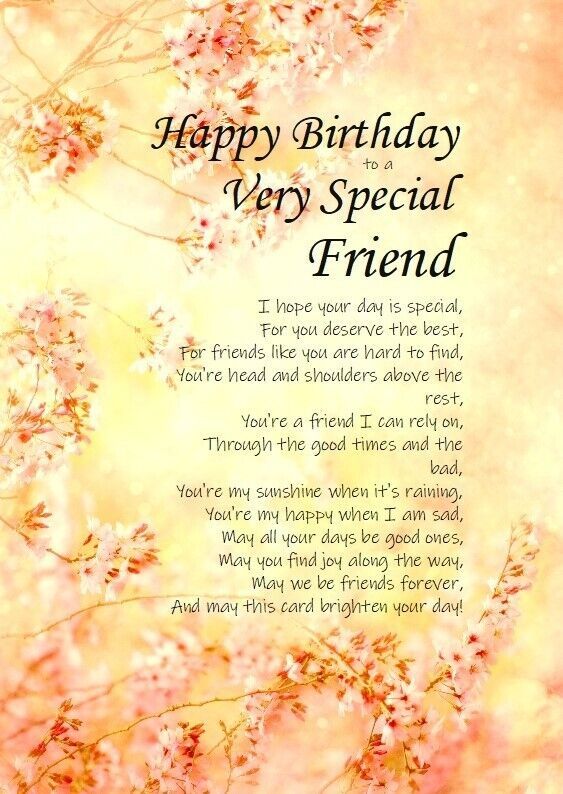 Happy Birthday
to a
Very Special
Friend
I hope your day is special,
For you deserve the best,
For friends like you are hard to find,
You're head and shoulders above the
rest,
You're a friend I can rely on,
Through the good times and the
bad,
You're my sunshine when it's raining,
You're my happy when I am sad,
May all your days be good ones,
May you find joy along the way,
May we be friends forever,
And may this card brighten your day!